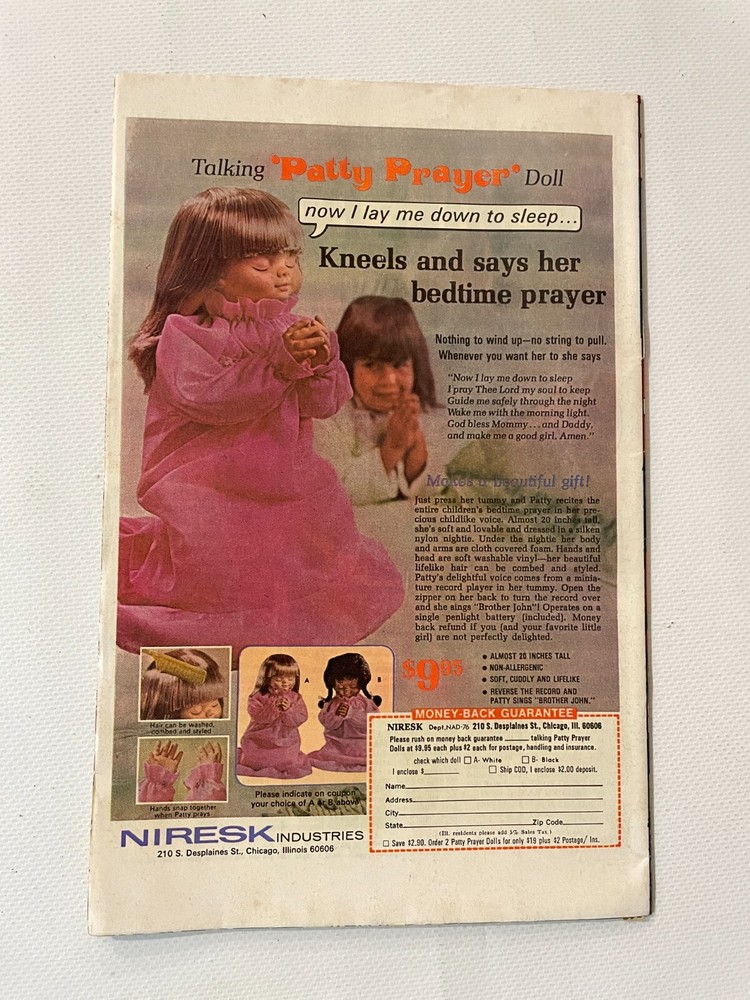 Talking 'Patty Prayer' Doll
now I lay me down to sleep...
Kneels and says her
bedtime prayer
Nothing to wind up—no string to pull.
Whenever you want her to she says
"Now I lay me down to sleep
I pray Thee Lord my soul to keep
Guide me safely through the night
Wake me with the morning light.
God bless Mommy...and Daddy,
and make me a good girl, Amen."
Makes a beautiful gift!
Just press her tummy and Patty recites the
entire children's bedtime prayer in her pre-
cious childlike voice. Almost 20 inches tall,
she's soft and lovable and dressed in a silken
nylon nightie. Under the nightie her body
and arms are cloth covered foam. Hands and
head are soft washable vinyl—her beautiful
lifelike hair can be combed and styled.
Patty's delightful voice comes from a minia-
ture record player in her tummy. Open the
zipper on her back to turn the record over
and she sings "Brother John"! Operates on a
single penlight battery (included). Money
back refund if you (and your favorite little
girl) are not perfectly delighted.
$9.95
• ALMOST 20 INCHES TALL
• NON-ALLERGENIC
• SOFT, CUDDLY AND LIFELIKE
• REVERSE THE RECORD AND
PATTY SINGS "BROTHER JOHN."
Hair can be washed,
combed and styled
Hands snap together
when Patty prays
A
B
Please indicate on coupon
your choice of A or B above
NIRESK INDUSTRIES
210 S. Desplaines St., Chicago, Illinois 60606
MONEY-BACK GUARANTEE
NIRESK Dept. NAD-76 210 S. Desplaines St., Chicago, Ill. 60606
Please rush on money back guarantee ______ talking Patty Prayer
Dolls at $9.95 each plus $2 each for postage, handling and insurance.
check which doll □ A- White □ B- Black
I enclose $______ □ Ship COD, I enclose $2.00 deposit.
Name
Address
City
State Zip Code
(Ill. residents please add 5% Sales Tax.)
□ Save $2.90. Order 2 Patty Prayer Dolls for only $19 plus $2 Postage/ Ins.